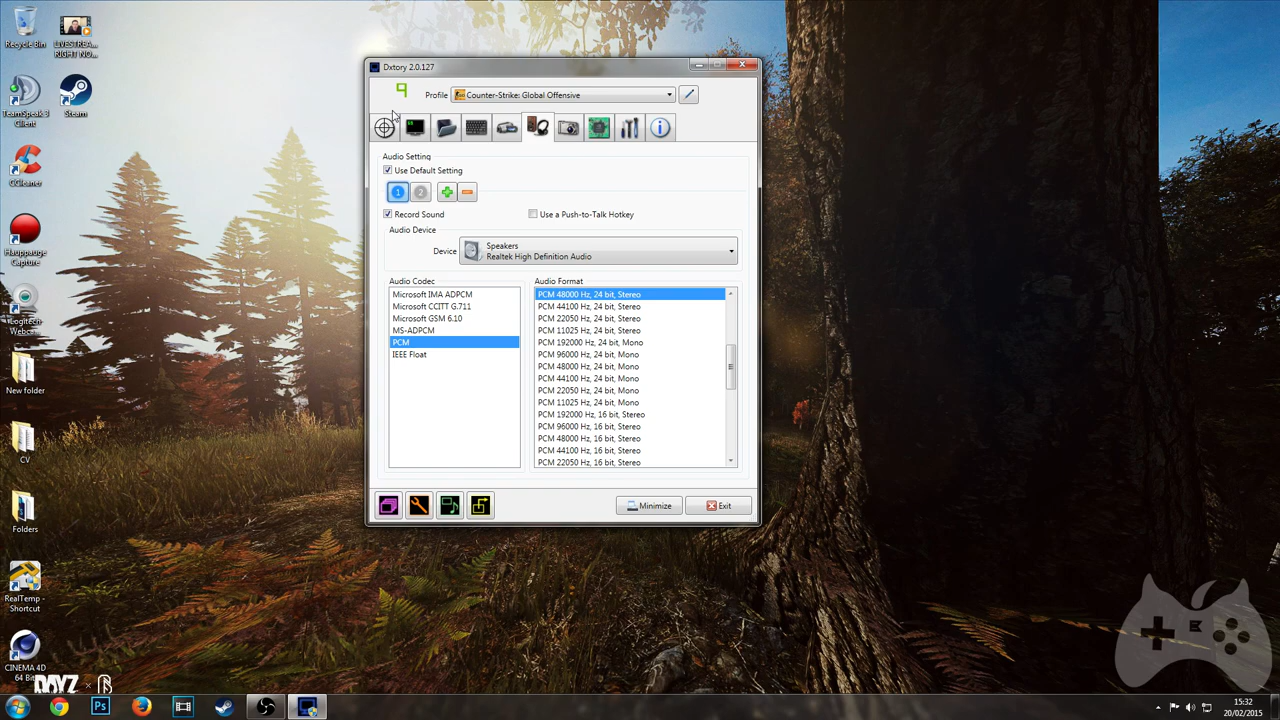 Recycle Bin
LIVESTREA...
RIGHT NO...
TeamSpeak 3
Client
Steam
CCleaner
Hauppauge
Capture
Logitech
Webcam...
New folder
CV
Folders
RealTemp -
Shortcut
CINEMA 4D
64 Bit
DAYZ
Dxtory 2.0.127
9
Profile
Counter-Strike: Global Offensive
Audio Setting
Use Default Setting
1
2
Record Sound
Use a Push-to-Talk Hotkey
Audio Device
Device
Speakers
Realtek High Definition Audio
Audio Codec
Microsoft IMA ADPCM
Microsoft CCITT G.711
Microsoft GSM 6.10
MS-ADPCM
PCM
IEEE Float
Audio Format
PCM 48000 Hz, 24 bit, Stereo
PCM 44100 Hz, 24 bit, Stereo
PCM 22050 Hz, 24 bit, Stereo
PCM 11025 Hz, 24 bit, Stereo
PCM 192000 Hz, 24 bit, Mono
PCM 96000 Hz, 24 bit, Mono
PCM 48000 Hz, 24 bit, Mono
PCM 44100 Hz, 24 bit, Mono
PCM 22050 Hz, 24 bit, Mono
PCM 11025 Hz, 24 bit, Mono
PCM 192000 Hz, 16 bit, Stereo
PCM 96000 Hz, 16 bit, Stereo
PCM 48000 Hz, 16 bit, Stereo
PCM 44100 Hz, 16 bit, Stereo
PCM 22050 Hz, 16 bit, Stereo
Minimize
Exit
Ps
15:32
20/02/2015